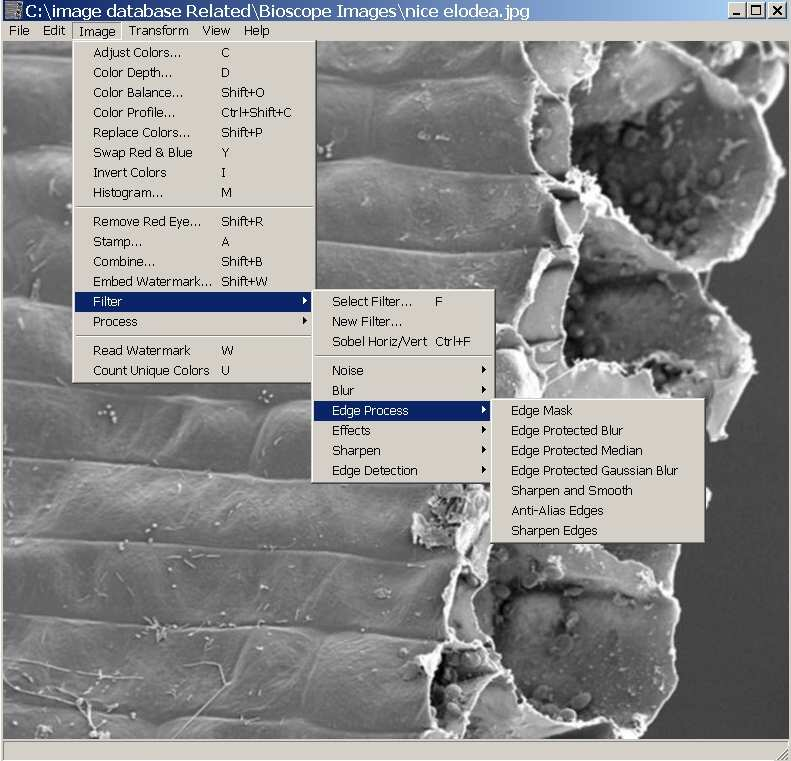 C:\image database Related\Bioscope Images\nice elodea.jpg
File Edit Image Transform View Help
Adjust Colors... C
Color Depth... D
Color Balance... Shift+O
Color Profile... Ctrl+Shift+C
Replace Colors... Shift+P
Swap Red & Blue Y
Invert Colors I
Histogram... M
Remove Red Eye... Shift+R
Stamp... A
Combine... Shift+B
Embed Watermark... Shift+W
Filter
Process
Read Watermark W
Count Unique Colors U
Select Filter... F
New Filter...
Sobel Horiz/Vert Ctrl+F
Noise
Blur
Edge Process
Effects
Sharpen
Edge Detection
Edge Mask
Edge Protected Blur
Edge Protected Median
Edge Protected Gaussian Blur
Sharpen and Smooth
Anti-Alias Edges
Sharpen Edges